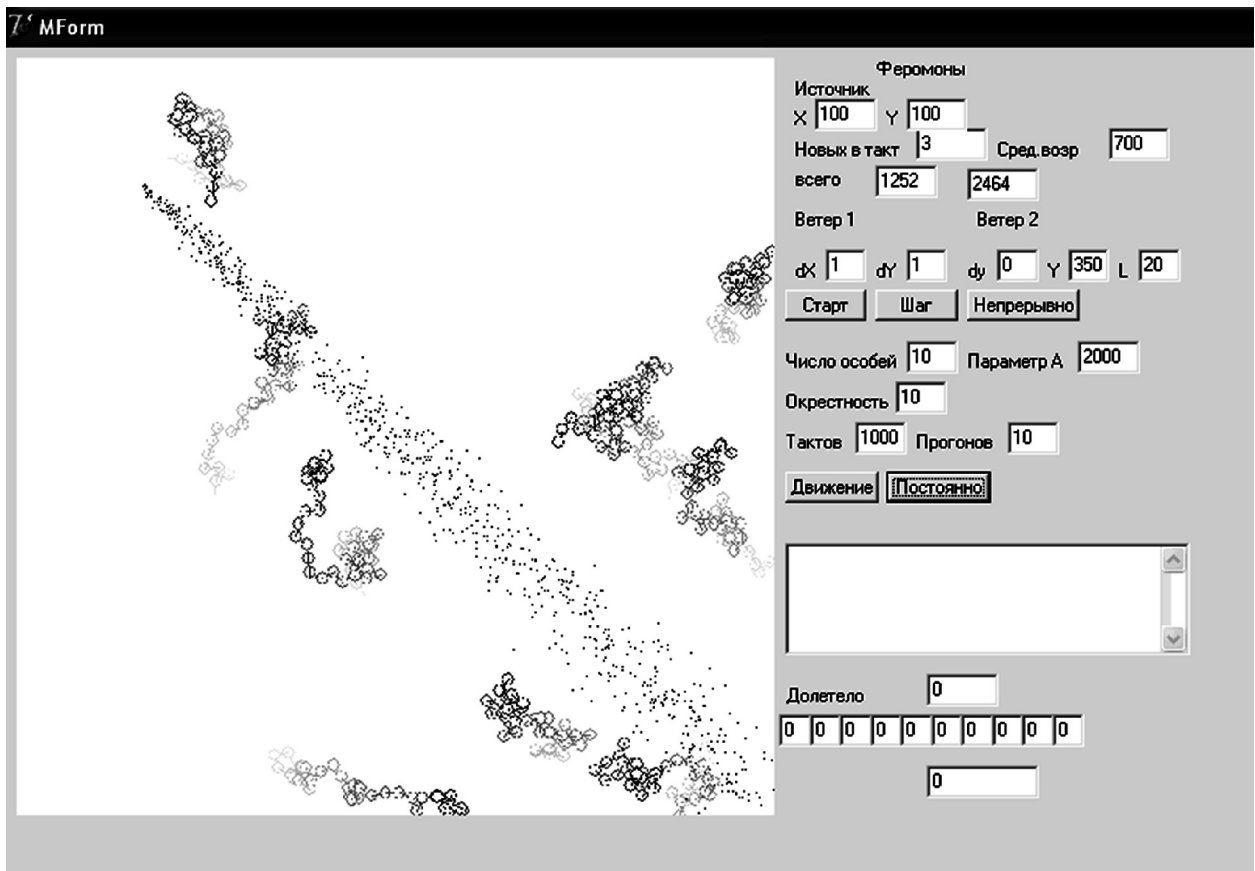 MForm
Феромоны
Источник
X 100 Y 100
Новых в такт 3 Сред.возр 700
всего 1252 2464
Ветер 1 Ветер 2
dX 1 dY 1 dy 0 Y 350 L 20
Старт Шаг Непрерывно
Число особей 10 Параметр А 2000
Окрестность 10
Тактов 1000 Прогонов 10
Движение Постоянно
Долетело 0
0 0 0 0 0 0 0 0 0 0
0